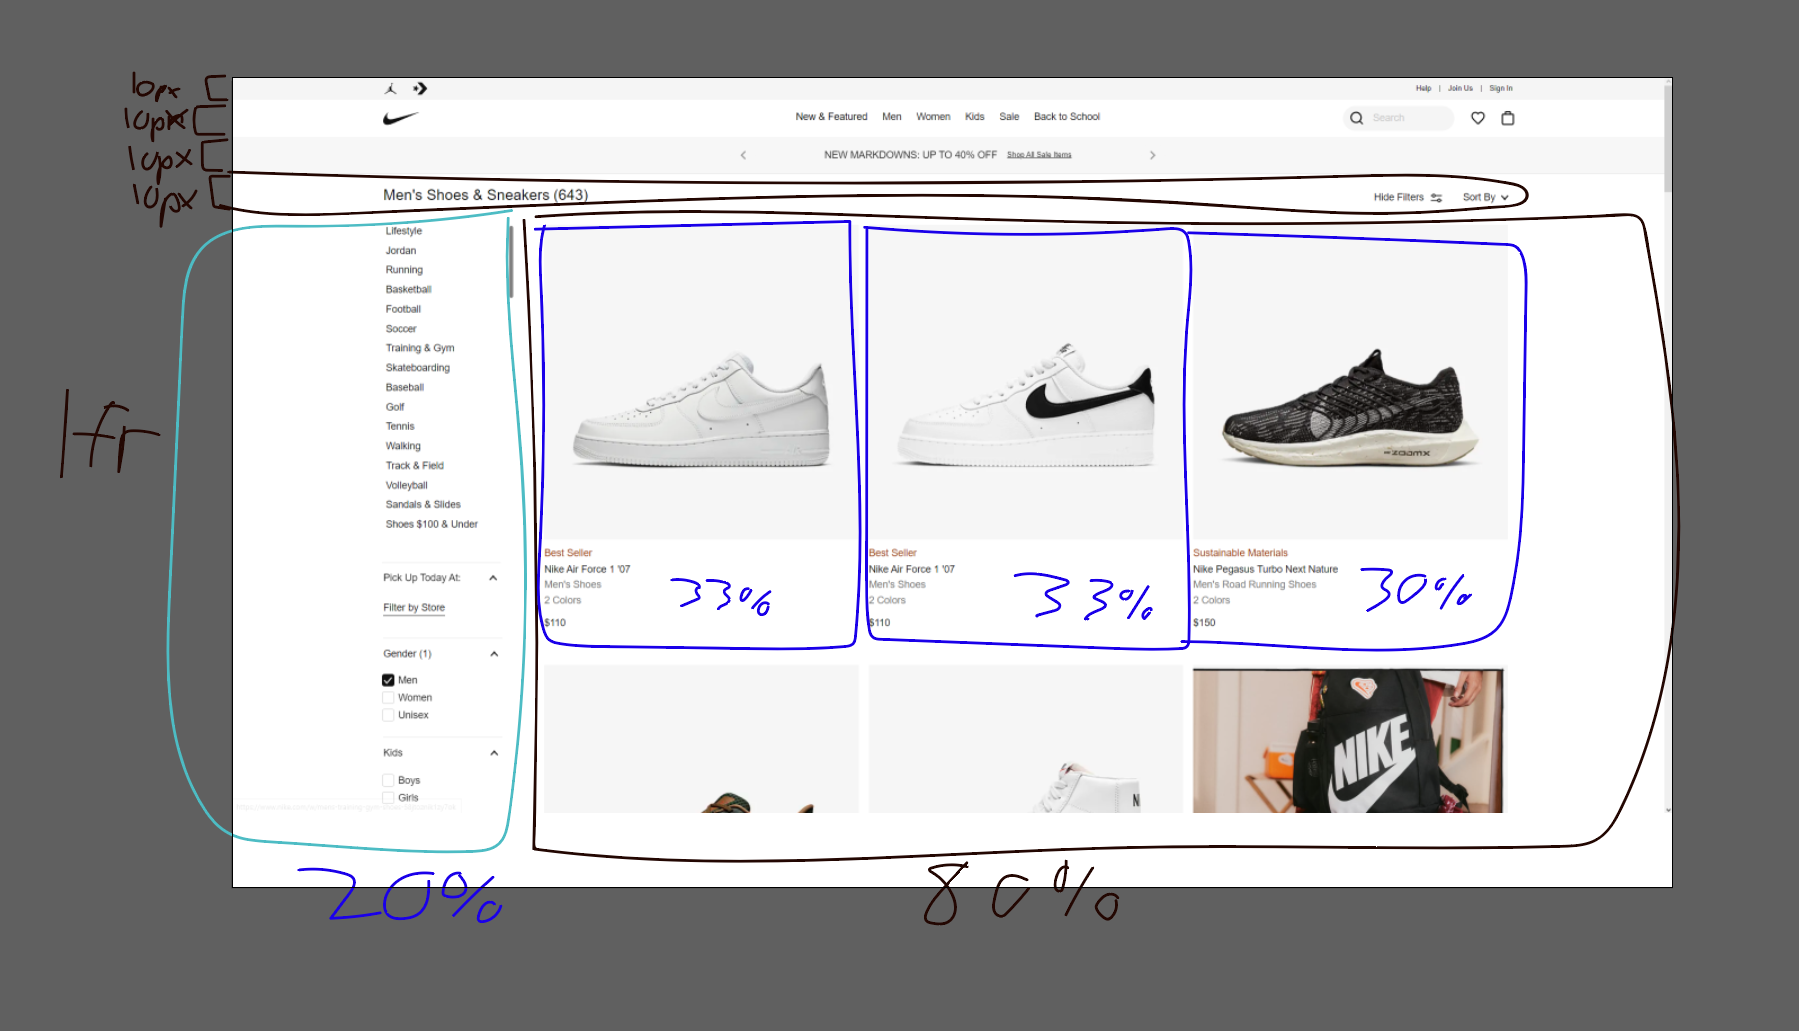 10px
Help | Join Us | Sign In
10px
New & Featured Men Women Kids Sale Back to School Search
10px
NEW MARKDOWNS: UP TO 40% OFF Shop All Sale Items
10px
Men's Shoes & Sneakers (643) Hide Filters Sort By
Lifestyle
Jordan
Running
Basketball
Football
Soccer
Training & Gym
Skateboarding
Baseball
Golf
Tennis
Walking
Track & Field
Volleyball
Sandals & Slides
Shoes $100 & Under
1fr
Pick Up Today At:
Filter by Store
Gender (1)
Men
Women
Unisex
Kids
Boys
Girls
20%
ZOOMX
Best Seller
Nike Air Force 1 '07
Men's Shoes
2 Colors
$110
33%
Best Seller
Nike Air Force 1 '07
Men's Shoes
2 Colors
$110
33%
Sustainable Materials
Nike Pegasus Turbo Next Nature
Men's Road Running Shoes
2 Colors
$150
30%
N
NIKE
80%